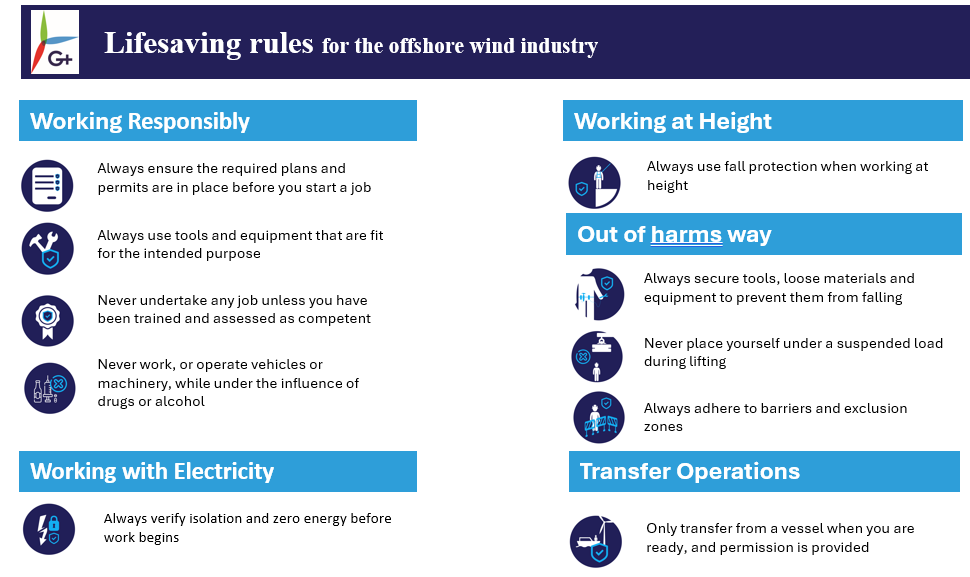 G+
Lifesaving rules for the offshore wind industry
Working Responsibly
Always ensure the required plans and
permits are in place before you start a job
Always use tools and equipment that are fit
for the intended purpose
Never undertake any job unless you have
been trained and assessed as competent
Never work, or operate vehicles or
machinery, while under the influence of
drugs or alcohol
Working with Electricity
Always verify isolation and zero energy before
work begins
Working at Height
Always use fall protection when working at
height
Out of harms way
Always secure tools, loose materials and
equipment to prevent them from falling
Never place yourself under a suspended load
during lifting
Always adhere to barriers and exclusion
zones
Transfer Operations
Only transfer from a vessel when you are
ready, and permission is provided